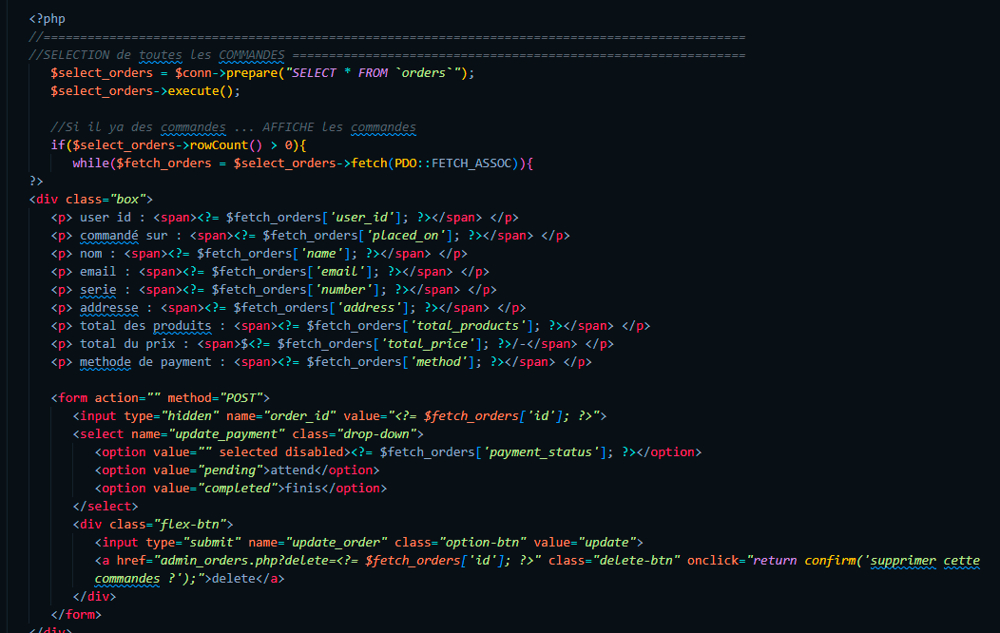 <?php
//================================================================================================
//SELECTION de toutes les COMMANDES ==============================================================
$select_orders = $conn->prepare("SELECT * FROM `orders`");
$select_orders->execute();
//Si il ya des commandes ... AFFICHE les commandes
if($select_orders->rowCount() > 0){
while($fetch_orders = $select_orders->fetch(PDO::FETCH_ASSOC)){
?>
<div class="box">
<p> user id : <span><?= $fetch_orders['user_id']; ?></span> </p>
<p> commandé sur : <span><?= $fetch_orders['placed_on']; ?></span> </p>
<p> nom : <span><?= $fetch_orders['name']; ?></span> </p>
<p> email : <span><?= $fetch_orders['email']; ?></span> </p>
<p> serie : <span><?= $fetch_orders['number']; ?></span> </p>
<p> addresse : <span><?= $fetch_orders['address']; ?></span> </p>
<p> total des produits : <span><?= $fetch_orders['total_products']; ?></span> </p>
<p> total du prix : <span>$<?= $fetch_orders['total_price']; ?>/-</span> </p>
<p> methode de payment : <span><?= $fetch_orders['method']; ?></span> </p>
<form action="" method="POST">
<input type="hidden" name="order_id" value="<?= $fetch_orders['id']; ?>">
<select name="update_payment" class="drop-down">
<option value="" selected disabled><?= $fetch_orders['payment_status']; ?></option>
<option value="pending">attend</option>
<option value="completed">finis</option>
</select>
<div class="flex-btn">
<input type="submit" name="update_order" class="option-btn" value="update">
<a href="admin_orders.php?delete=<?= $fetch_orders['id']; ?>" class="delete-btn" onclick="return confirm('supprimer cette
commandes ?');">delete</a>
</div>
</form>
</div>